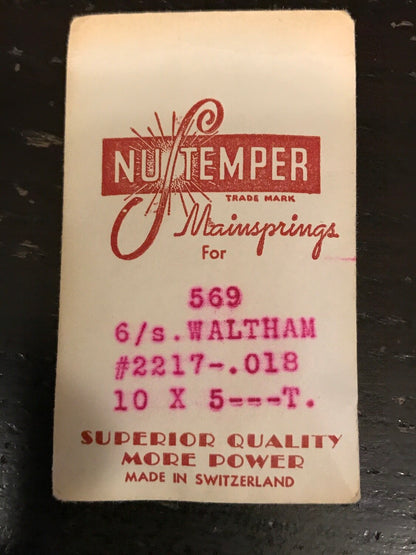 NU TEMPER
TRADE MARK
Mainsprings
For
569
6/s. WALTHAM
#2217-.018
10 X 5---T.
SUPERIOR QUALITY
MORE POWER
MADE IN SWITZERLAND